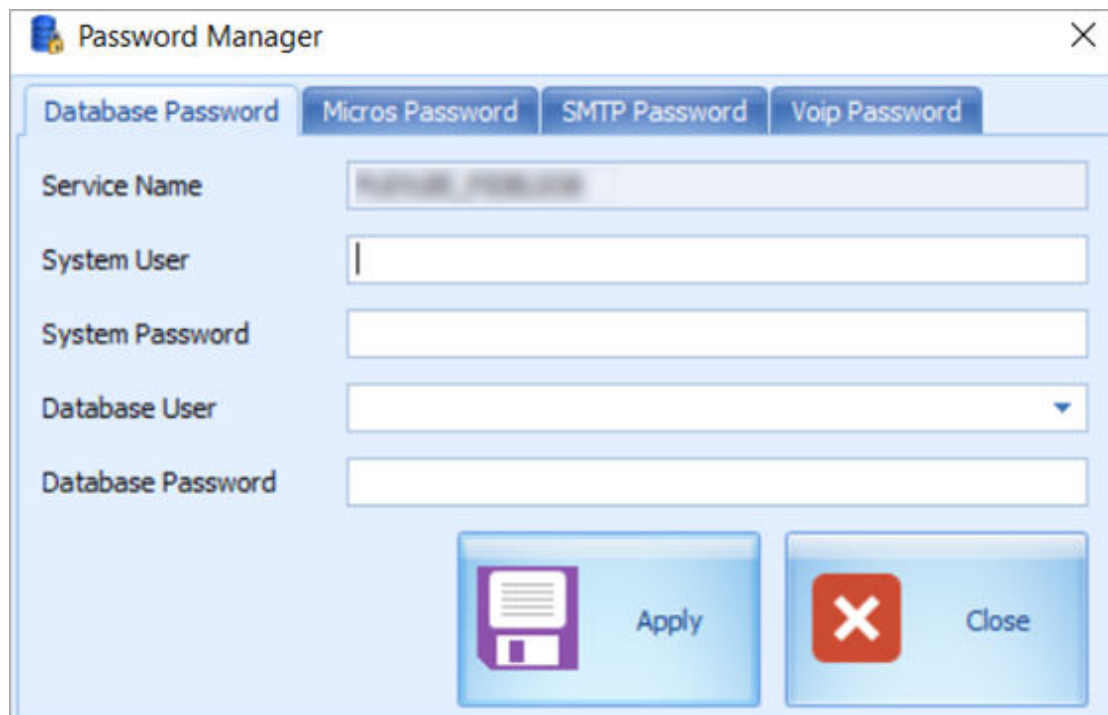 Password Manager
Database Password Micros Password SMTP Password Voip Password
Service Name
System User
System Password
Database User
Database Password
Apply Close